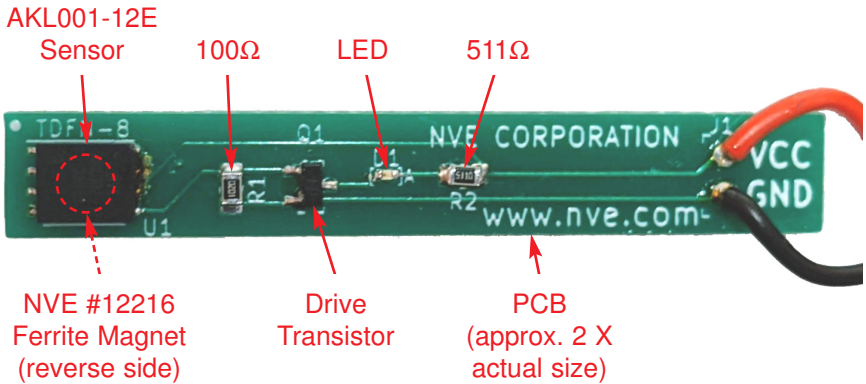 AKL001-12E
Sensor
100Ω
LED
511Ω
TDFN-8
Q1
NVE CORPORATION
J1
VCC
A
R1
R2
GND
U1
www.nve.com
NVE #12216
Ferrite Magnet
(reverse side)
Drive
Transistor
PCB
(approx. 2 X
actual size)